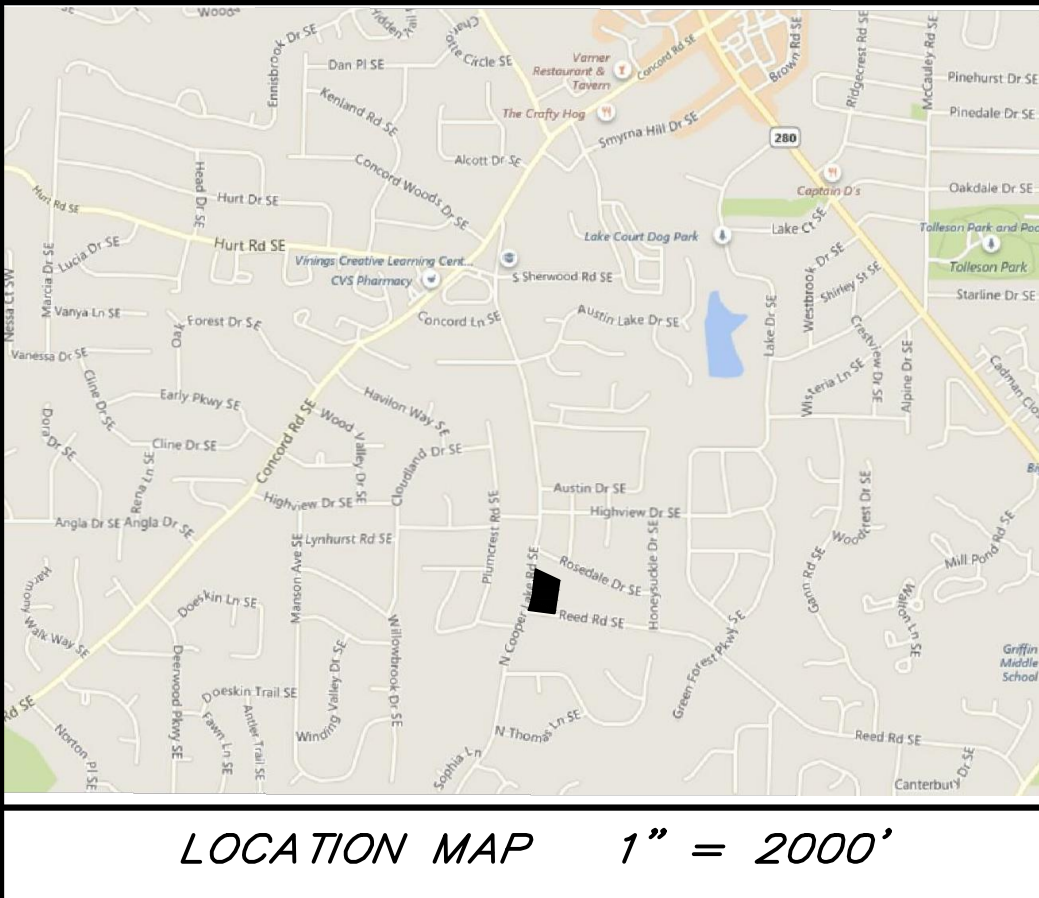 Wood
Ennisbrook Dr SE
Hidden
Trail
Charlotte Circle SE
Dan Pl SE
Varner
Restaurant &
Tavern
Concord Rd SE
Brown Rd SE
Ridgecrest Rd SE
McCauley Rd SE
Pinehurst Dr SE
Kenland Rd SE
The Crafty Hog
Smyrna Hill Dr SE
280
Pinedale Dr SE
Concord Woods Dr SE
Alcott Dr SE
Head Dr SE
Captain D's
Oakdale Dr SE
Hurt Rd SE
Hurt Dr SE
Lake Court Dog Park
Lake Ct SE
Tolleson Park and Poo
Hurt Rd SE
Marcia Dr SE
Lucia Dr SE
Vinings Creative Learning Cent...
CVS Pharmacy
S Sherwood Rd SE
Westbrook Dr SE
Shirley St SE
Tolleson Park
Starline Dr SE
Nessa Ct SW
Vanya Ln SE
Oak
Forest Dr SE
Concord Ln SE
Austin Lake Dr SE
Lake Dr SE
Crestview Dr SE
Vanessa Dr SE
Cline Dr SE
Early Pkwy SE
Havilon Way SE
Wisteria Ln SE
Alpine Dr SE
Cadman Clos
Dora Dr SE
Concord Rd SE
Wood Valley Dr SE
Cline Dr SE
Cloudland Dr SE
Rena Ln SE
Bi
Highview Dr SE
Plumcrest Rd SE
Austin Dr SE
Highview Dr SE
Woodcrest Dr SE
Angla Dr SE
Angla Dr SE
Lynhurst Rd SE
Manson Ave SE
N Cooper Lake Rd SE
Rosedale Dr SE
Honeysuckle Dr SE
Gann Rd SE
Mill Pond Rd SE
Harmony Walk Way SE
Doeskin Ln SE
Willowbrook Dr SE
Reed Rd SE
Green Forest Pkwy SE
Walton Ln SE
Griffin
Middle
School
Deerwood Pkwy SE
Winding Valley Dr SE
Doeskin Trail SE
Rd SE
Fawn Ln SE
Antler Trail SE
N Thomas Ln SE
Sophia Ln
Reed Rd SE
Norton Pl SE
Canterbury Dr SE
LOCATION MAP 1" = 2000'